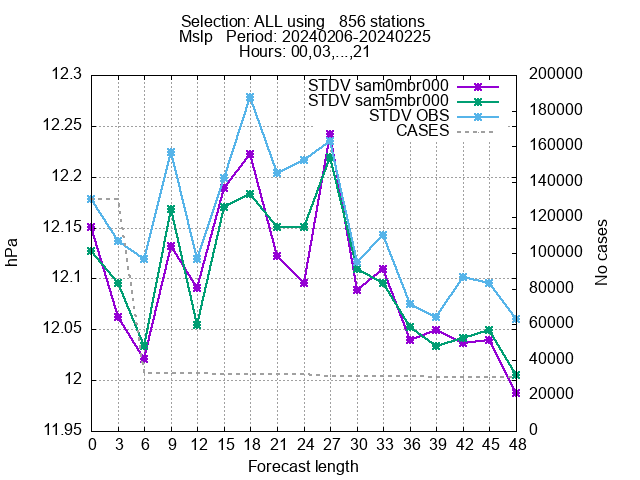 Selection: ALL using   856 stations
Mslp   Period: 20240206-20240225
Hours: 00,03,...,21
STDV sam0mbr000
STDV sam5mbr000
STDV OBS
CASES
12.3
12.25
12.2
12.15
12.1
12.05
12
11.95
hPa
200000
180000
160000
140000
120000
100000
80000
60000
40000
20000
0
No cases
0 3 6 9 12 15 18 21 24 27 30 33 36 39 42 45 48
Forecast length